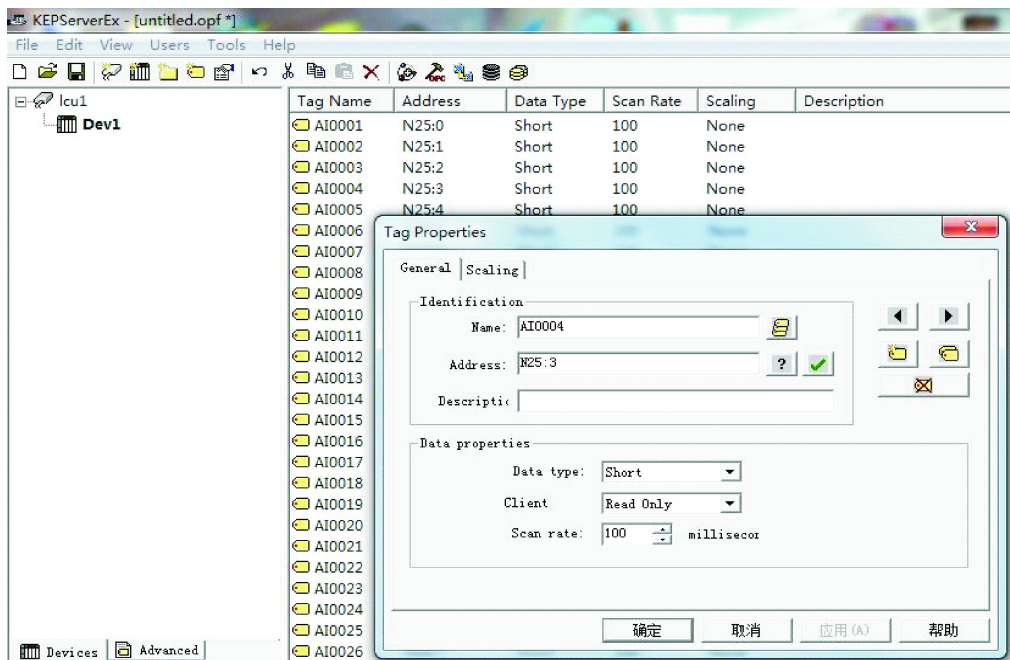 KEPServerEx - [untitled.opf *]
File Edit View Users Tools Help
lcu1
Dev1
Tag Name Address Data Type Scan Rate Scaling Description
AI0001 N25:0 Short 100 None
AI0002 N25:1 Short 100 None
AI0003 N25:2 Short 100 None
AI0004 N25:3 Short 100 None
AI0005 N25:4 Short 100 None
AI0006
AI0007
AI0008
AI0009
AI0010
AI0011
AI0012
AI0013
AI0014
AI0015
AI0016
AI0017
AI0018
AI0019
AI0020
AI0021
AI0022
AI0023
AI0024
AI0025
AI0026
Tag Properties
General Scaling
Identification
Name: AI0004
Address: N25:3 ?
Descriptic
Data properties
Data type: Short
Client Read Only
Scan rate: 100 millisecor
确定 取消 应用(A) 帮助
Devices Advanced